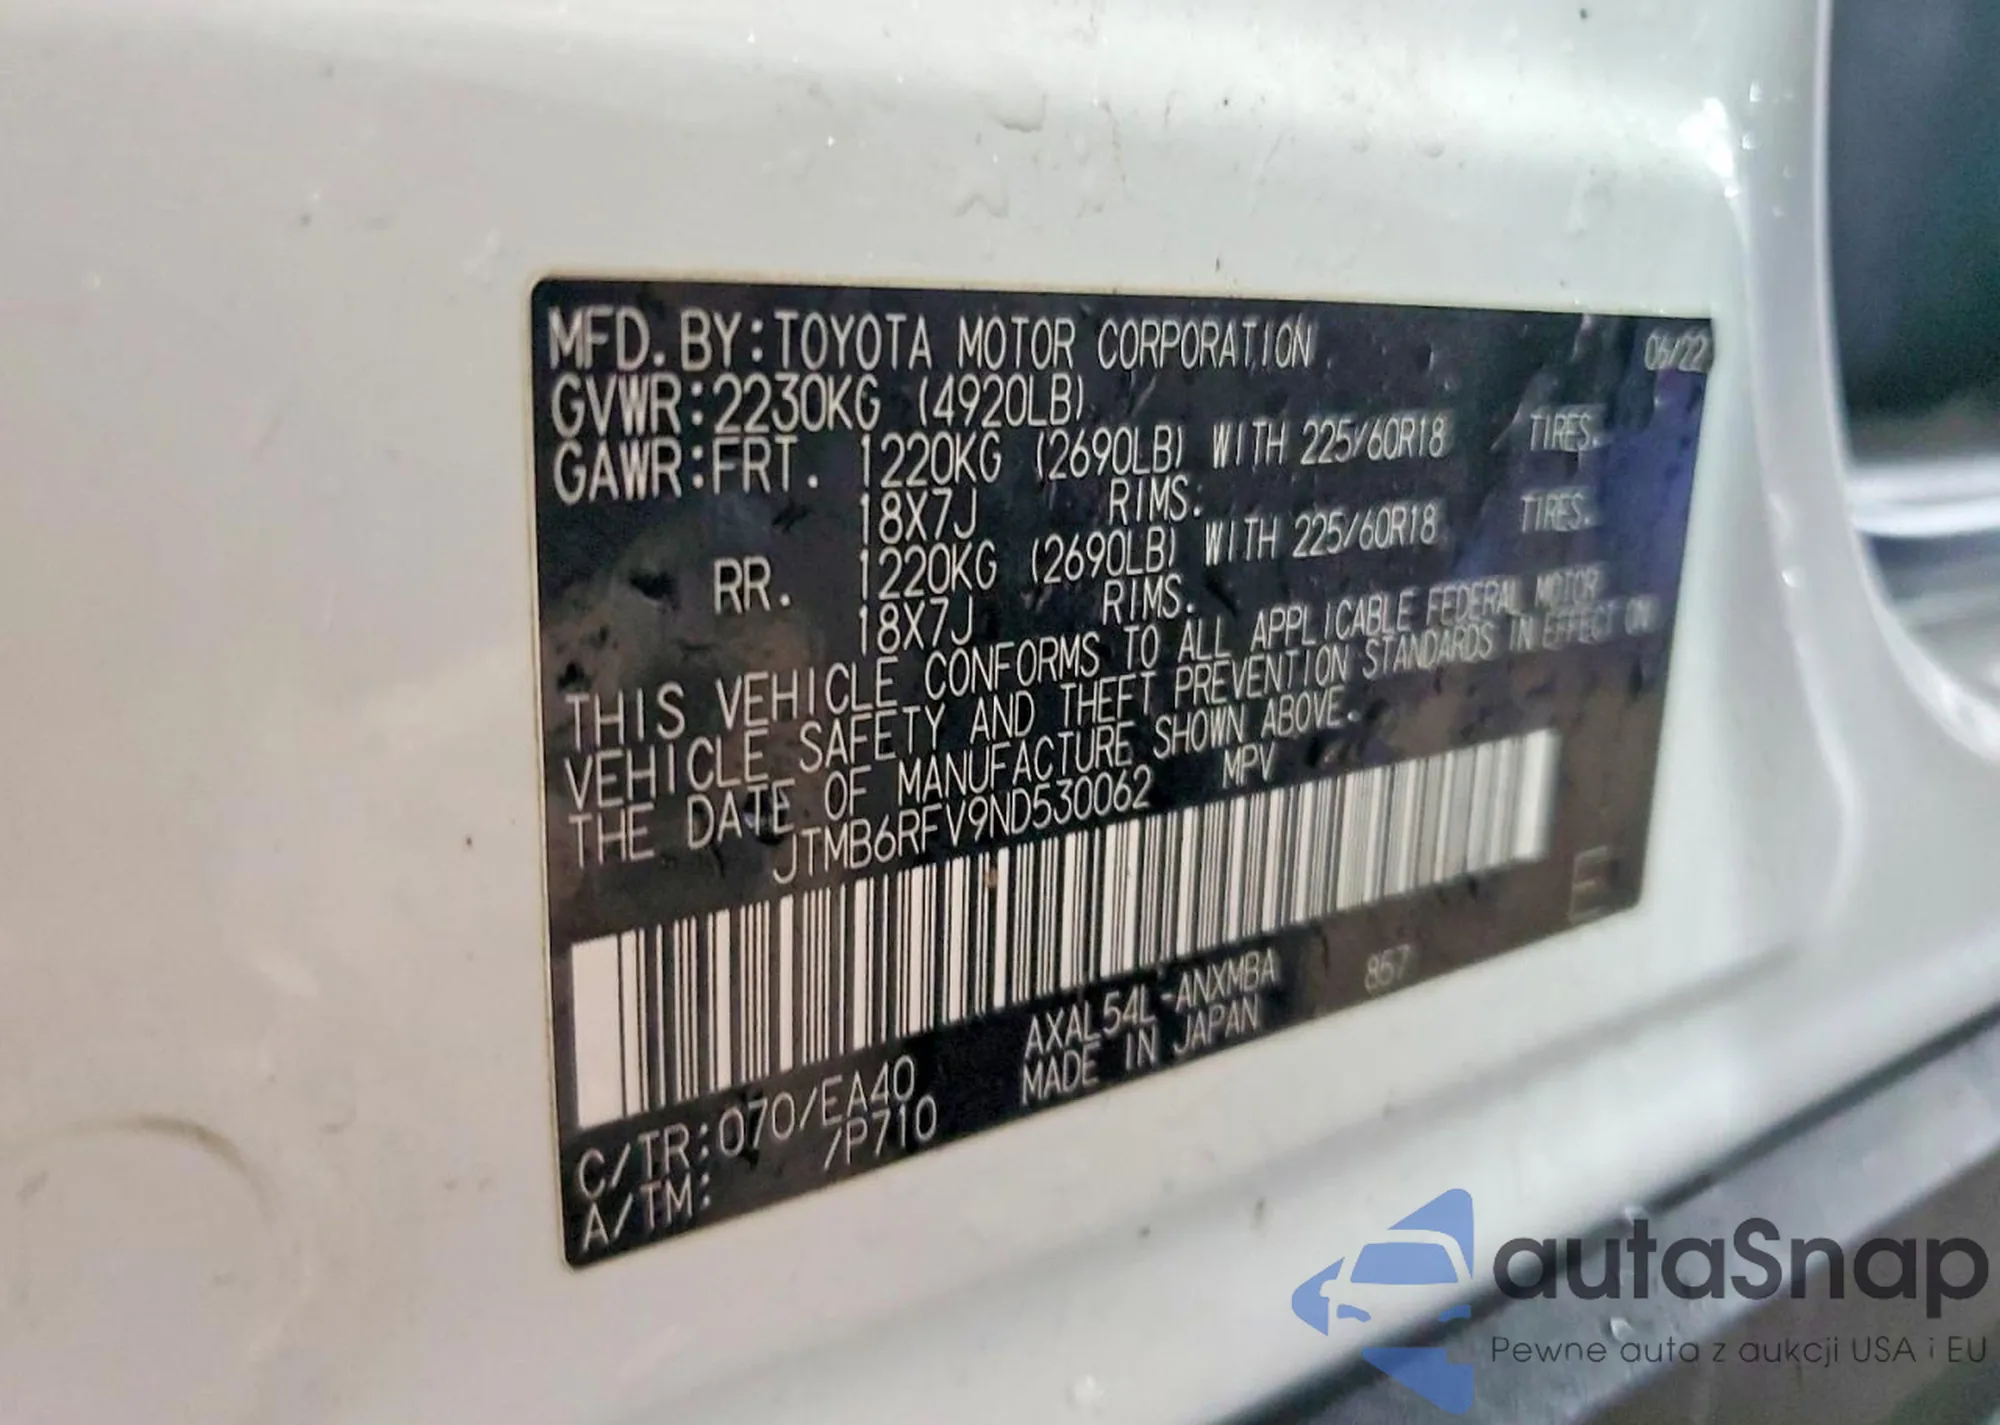 MFD. BY: TOYOTA MOTOR CORPORATION 06/22
GVWR: 2230KG (4920LB)
GAWR: FRT. 1220KG (2690LB) WITH 225/60R18 TIRES.
18X7J RIMS.
RR. 1220KG (2690LB) WITH 225/60R18 TIRES.
18X7J RIMS.
THIS VEHICLE CONFORMS TO ALL APPLICABLE FEDERAL MOTOR
VEHICLE SAFETY AND THEFT PREVENTION STANDARDS IN EFFECT ON
THE DATE OF MANUFACTURE SHOWN ABOVE.
JTMB6RFV9ND530062 MPV
C/TR: 070/EA40 AXAL54L-ANXMBA 857
A/TM: /P710 MADE IN JAPAN
autaSnap
Pewne auta z aukcji USA i EU